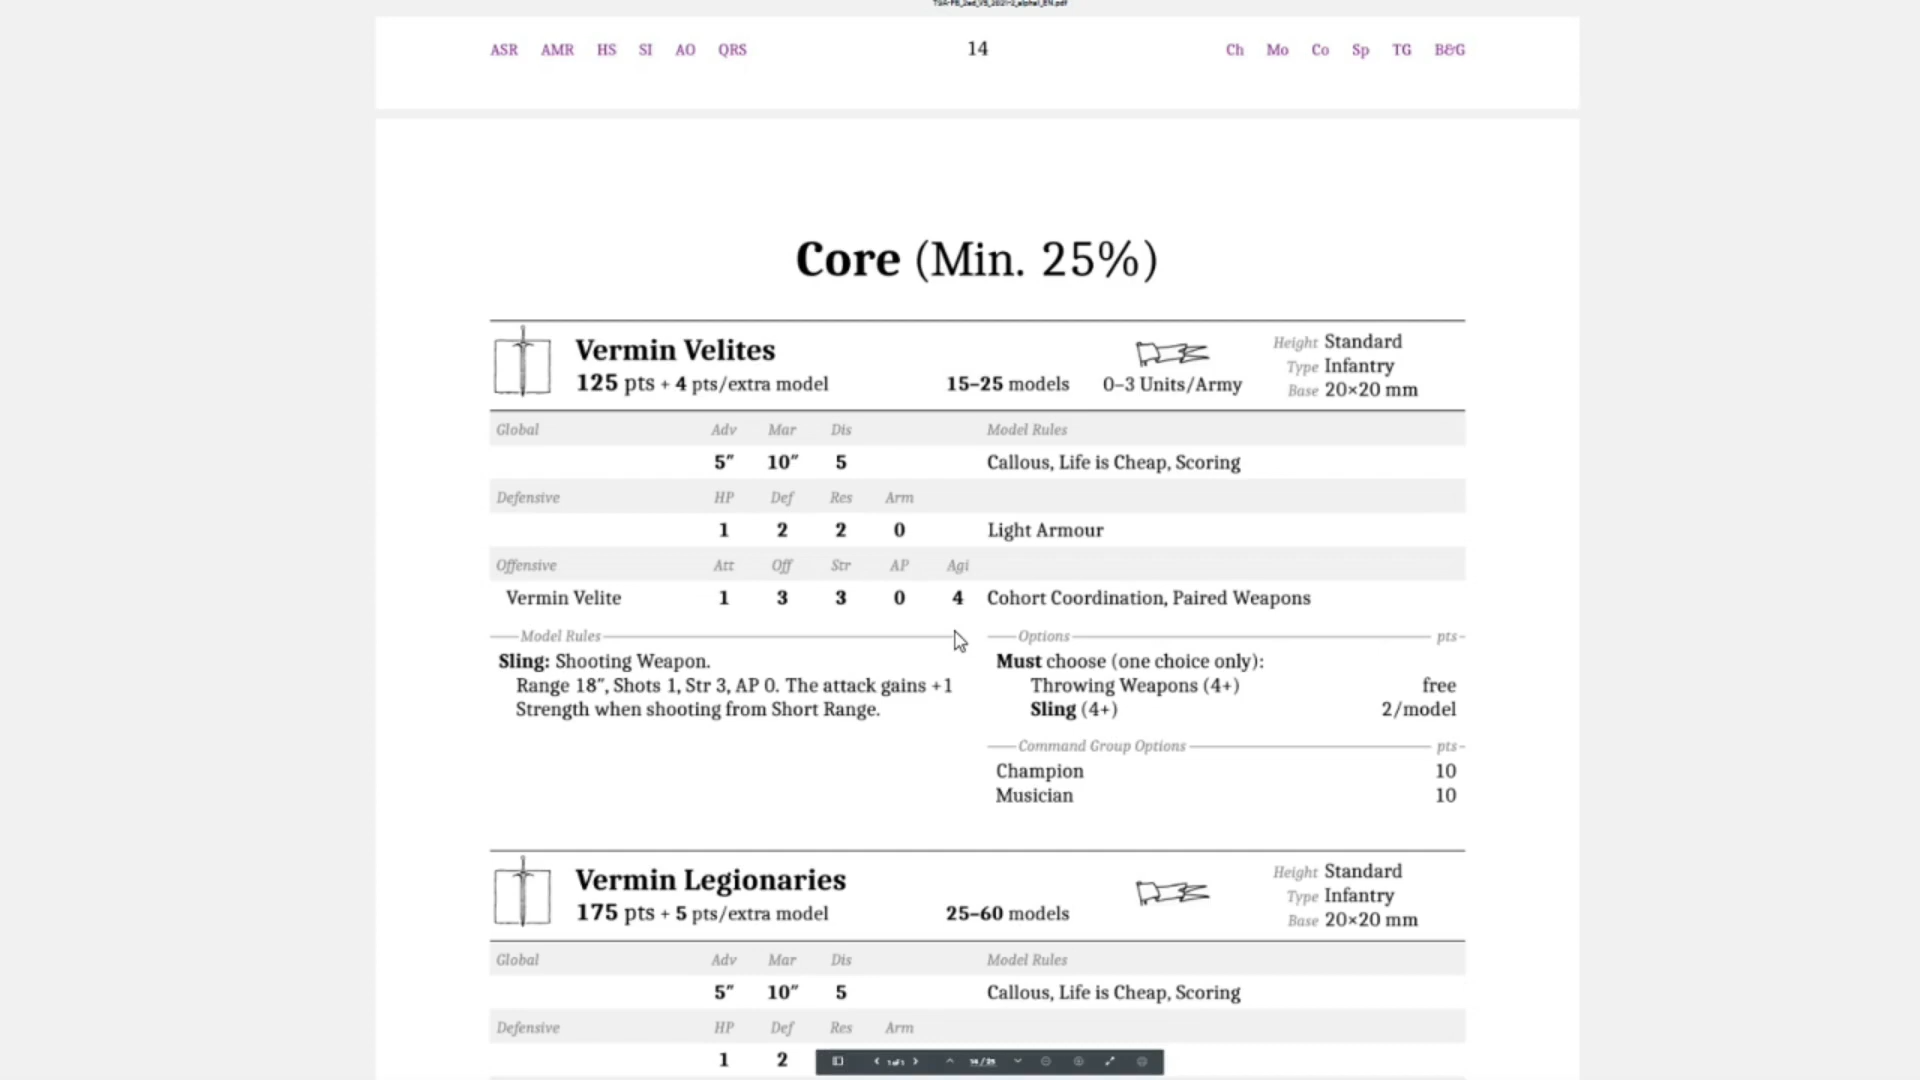 ASR AMR HS SI AO QRS 14 Ch Mo Co Sp TG B&G
Core (Min. 25%)
Vermin Velites
125 pts + 4 pts/extra model 15–25 models 0–3 Units/Army
Height Standard
Type Infantry
Base 20×20 mm
Global Adv Mar Dis Model Rules
5″ 10″ 5 Callous, Life is Cheap, Scoring
Defensive HP Def Res Arm
1 2 2 0 Light Armour
Offensive Att Off Str AP Agi
Vermin Velite 1 3 3 0 4 Cohort Coordination, Paired Weapons
Model Rules
Sling: Shooting Weapon.
Range 18″, Shots 1, Str 3, AP 0. The attack gains +1
Strength when shooting from Short Range.
Options pts
Must choose (one choice only):
Throwing Weapons (4+) free
Sling (4+) 2/model
Command Group Options pts
Champion 10
Musician 10
Vermin Legionaries
175 pts + 5 pts/extra model 25–60 models
Height Standard
Type Infantry
Base 20×20 mm
Global Adv Mar Dis Model Rules
5″ 10″ 5 Callous, Life is Cheap, Scoring
Defensive HP Def Res Arm
1 2